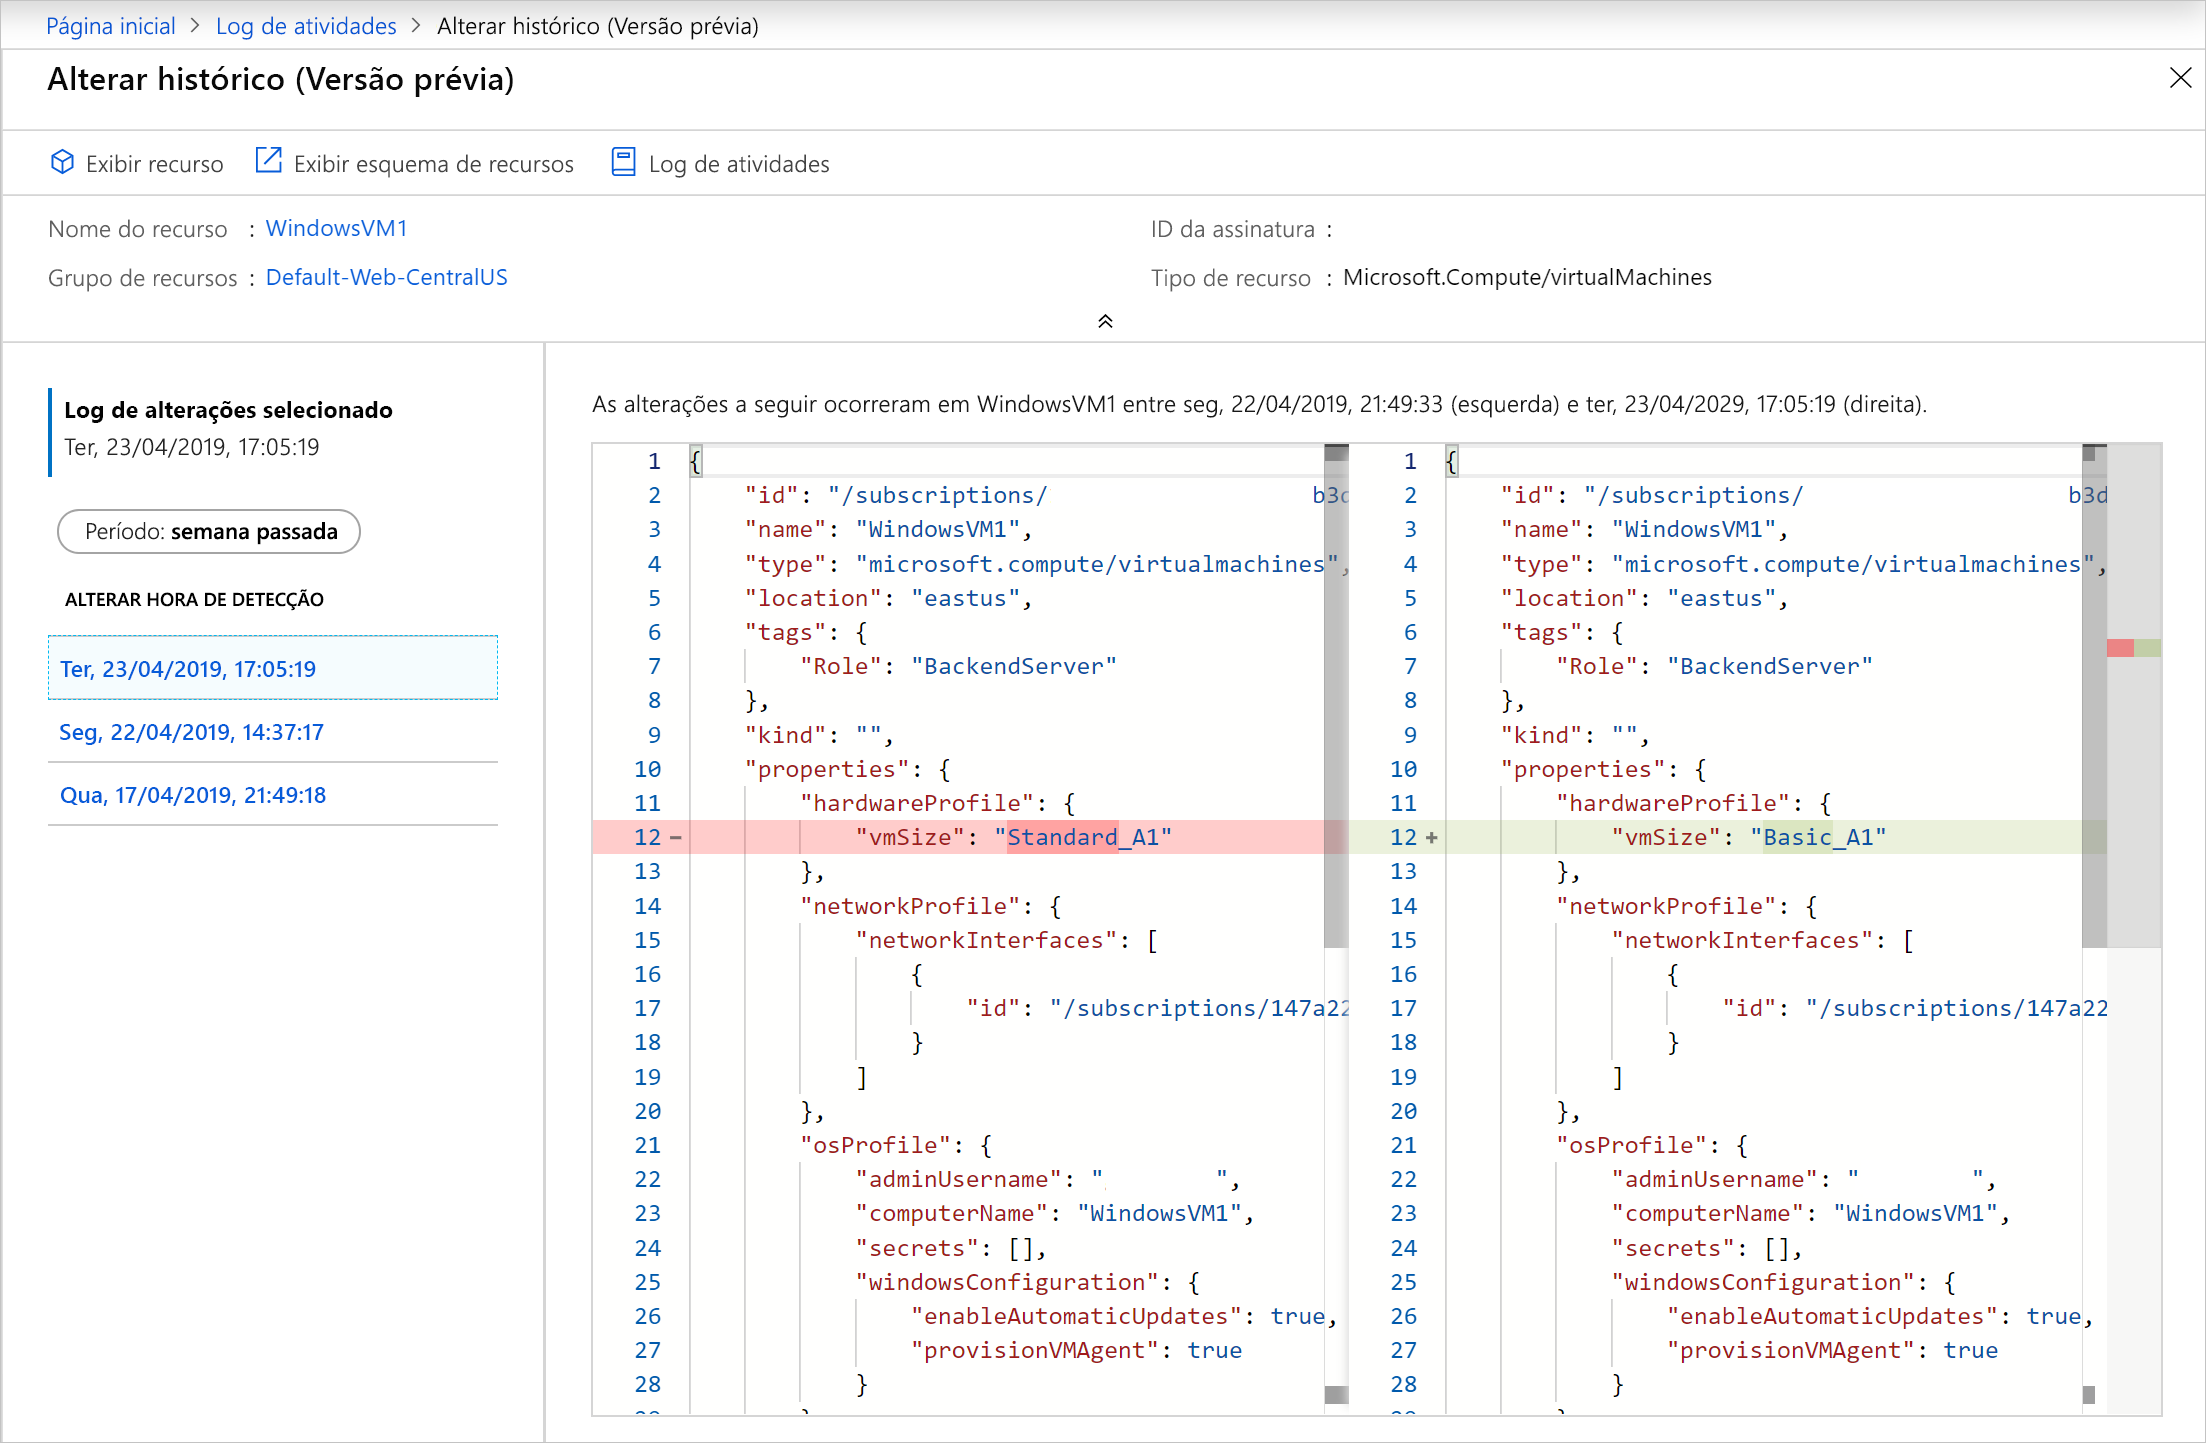 Página inicial > Log de atividades > Alterar histórico (Versão prévia)
Alterar histórico (Versão prévia)
Exibir recurso Exibir esquema de recursos Log de atividades
Nome do recurso : WindowsVM1
ID da assinatura :
Grupo de recursos : Default-Web-CentralUS
Tipo de recurso : Microsoft.Compute/virtualMachines
Log de alterações selecionado
Ter, 23/04/2019, 17:05:19
Período: semana passada
ALTERAR HORA DE DETECÇÃO
Ter, 23/04/2019, 17:05:19
Seg, 22/04/2019, 14:37:17
Qua, 17/04/2019, 21:49:18
As alterações a seguir ocorreram em WindowsVM1 entre seg, 22/04/2019, 21:49:33 (esquerda) e ter, 23/04/2029, 17:05:19 (direita).
1 {
2 "id": "/subscriptions/ b3d
3 "name": "WindowsVM1",
4 "type": "microsoft.compute/virtualmachines",
5 "location": "eastus",
6 "tags": {
7 "Role": "BackendServer"
8 },
9 "kind": "",
10 "properties": {
11 "hardwareProfile": {
12 − "vmSize": "Standard_A1"
13 },
14 "networkProfile": {
15 "networkInterfaces": [
16 {
17 "id": "/subscriptions/147a22
18 }
19 ]
20 },
21 "osProfile": {
22 "adminUsername": " ",
23 "computerName": "WindowsVM1",
24 "secrets": [],
25 "windowsConfiguration": {
26 "enableAutomaticUpdates": true,
27 "provisionVMAgent": true
28 }
1 {
2 "id": "/subscriptions/ b3d
3 "name": "WindowsVM1",
4 "type": "microsoft.compute/virtualmachines",
5 "location": "eastus",
6 "tags": {
7 "Role": "BackendServer"
8 },
9 "kind": "",
10 "properties": {
11 "hardwareProfile": {
12 + "vmSize": "Basic_A1"
13 },
14 "networkProfile": {
15 "networkInterfaces": [
16 {
17 "id": "/subscriptions/147a22
18 }
19 ]
20 },
21 "osProfile": {
22 "adminUsername": " ",
23 "computerName": "WindowsVM1",
24 "secrets": [],
25 "windowsConfiguration": {
26 "enableAutomaticUpdates": true,
27 "provisionVMAgent": true
28 }